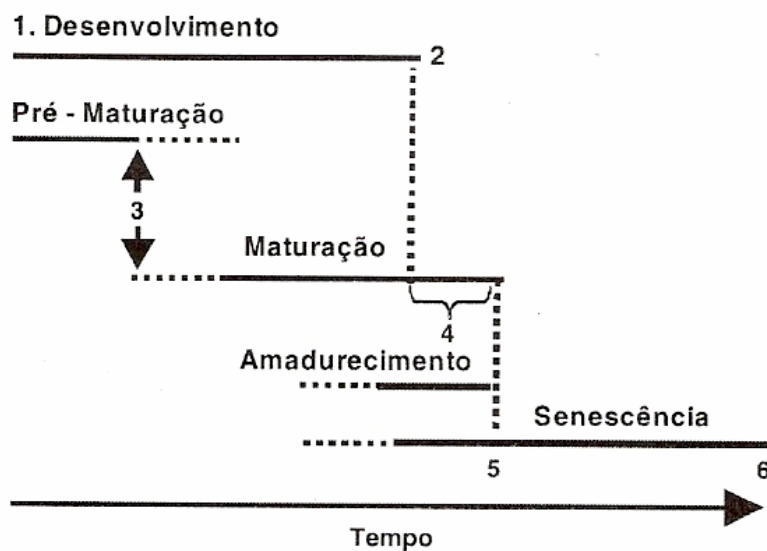 1. Desenvolvimento
2
Pré - Maturação
3
Maturação
4
Amadurecimento
Senescência
5
6
Tempo